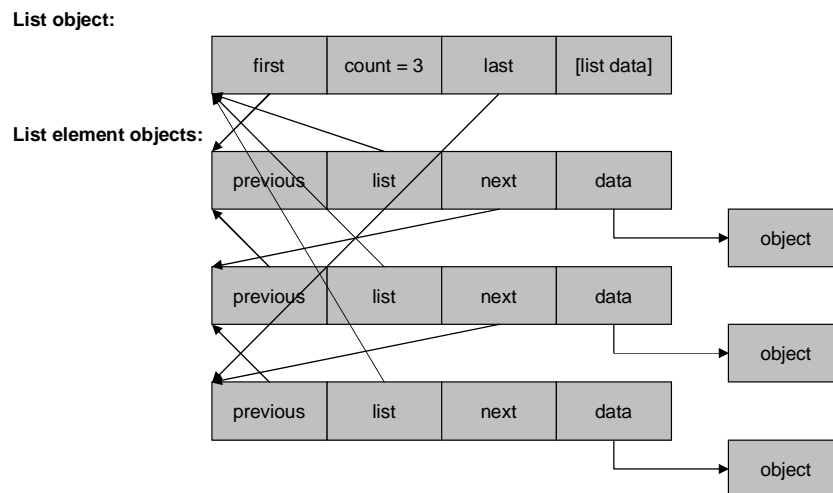 List object:
first count = 3 last [list data]
List element objects:
previous list next data
object
previous list next data
object
previous list next data
object